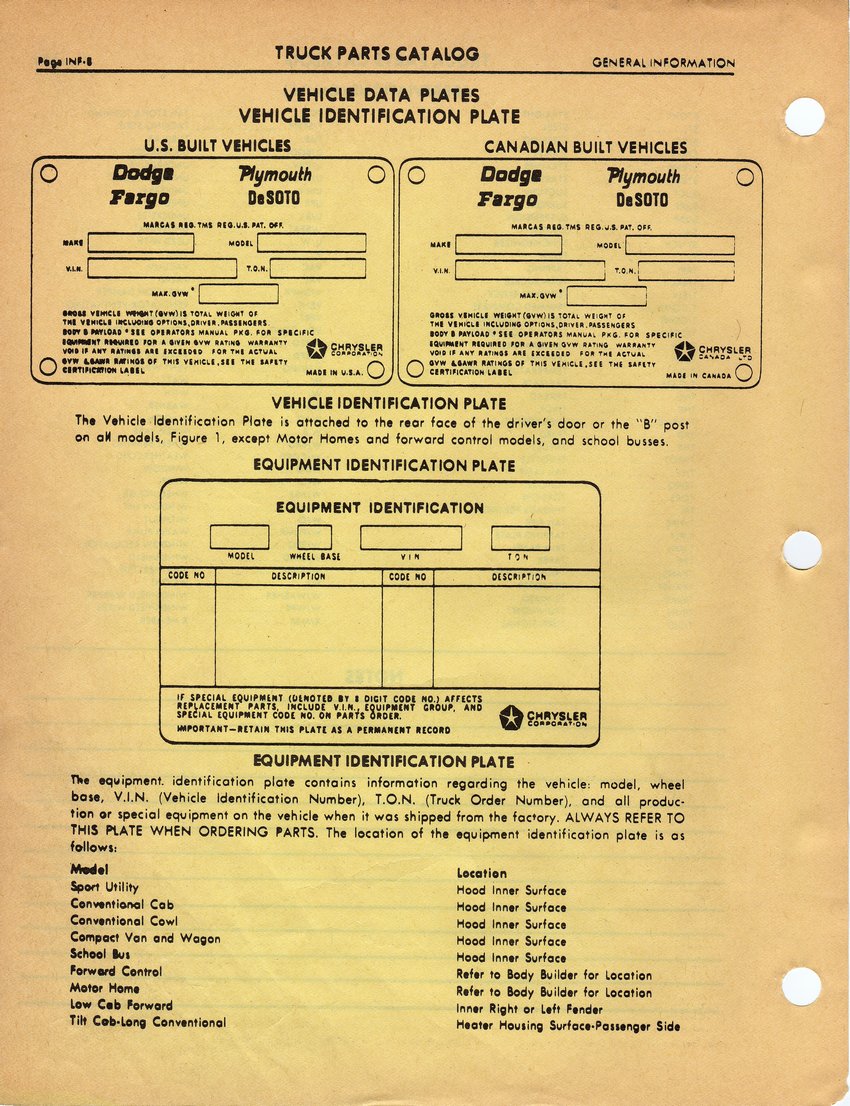 Page INF-8
TRUCK PARTS CATALOG
GENERAL INFORMATION
VEHICLE DATA PLATES
VEHICLE IDENTIFICATION PLATE
U.S. BUILT VEHICLES
Dodge Plymouth
Fargo DeSOTO
MARCAS REG. TMS REG. U.S. PAT. OFF.
MAKE MODEL
V.I.N. T.O.N.
MAX. GVW *
GROSS VEHICLE WEIGHT (GVW) IS TOTAL WEIGHT OF
THE VEHICLE INCLUDING OPTIONS, DRIVER, PASSENGERS
BODY & PAYLOAD * SEE OPERATORS MANUAL PKG. FOR SPECIFIC
EQUIPMENT REQUIRED FOR A GIVEN GVW RATING WARRANTY
VOID IF ANY RATINGS ARE EXCEEDED FOR THE ACTUAL
GVW & GAWR RATINGS OF THIS VEHICLE, SEE THE SAFETY
CERTIFICATION LABEL
CHRYSLER
CORPORATION
MADE IN U.S.A.
CANADIAN BUILT VEHICLES
Dodge Plymouth
Fargo DeSOTO
MARCAS REG. TMS REG. U.S. PAT. OFF.
MAKE MODEL
V.I.N. T.O.N.
MAX. GVW *
GROSS VEHICLE WEIGHT (GVW) IS TOTAL WEIGHT OF
THE VEHICLE INCLUDING OPTIONS, DRIVER, PASSENGERS
BODY & PAYLOAD * SEE OPERATORS MANUAL PKG. FOR SPECIFIC
EQUIPMENT REQUIRED FOR A GIVEN GVW RATING WARRANTY
VOID IF ANY RATINGS ARE EXCEEDED FOR THE ACTUAL
GVW & GAWR RATINGS OF THIS VEHICLE, SEE THE SAFETY
CERTIFICATION LABEL
CHRYSLER
CANADA LTD
MADE IN CANADA
VEHICLE IDENTIFICATION PLATE
The Vehicle Identification Plate is attached to the rear face of the driver's door or the "B" post
on all models, Figure 1, except Motor Homes and forward control models, and school busses.
EQUIPMENT IDENTIFICATION PLATE
EQUIPMENT IDENTIFICATION
MODEL WHEEL BASE VIN TON
CODE NO DESCRIPTION CODE NO DESCRIPTION
IF SPECIAL EQUIPMENT (DENOTED BY 8 DIGIT CODE NO.) AFFECTS
REPLACEMENT PARTS, INCLUDE V.I.N., EQUIPMENT GROUP, AND
SPECIAL EQUIPMENT CODE NO. ON PARTS ORDER.
IMPORTANT—RETAIN THIS PLATE AS A PERMANENT RECORD
CHRYSLER
CORPORATION
EQUIPMENT IDENTIFICATION PLATE
The equipment. identification plate contains information regarding the vehicle: model, wheel
base, V.I.N. (Vehicle Identification Number), T.O.N. (Truck Order Number), and all produc-
tion or special equipment on the vehicle when it was shipped from the factory. ALWAYS REFER TO
THIS PLATE WHEN ORDERING PARTS. The location of the equipment identification plate is as
follows:
Model Location
Sport Utility Hood Inner Surface
Conventional Cab Hood Inner Surface
Conventional Cowl Hood Inner Surface
Compact Van and Wagon Hood Inner Surface
School Bus Hood Inner Surface
Forward Control Refer to Body Builder for Location
Motor Home Refer to Body Builder for Location
Low Cab Forward Inner Right or Left Fender
Tilt Cab-Long Conventional Heater Housing Surface-Passenger Side